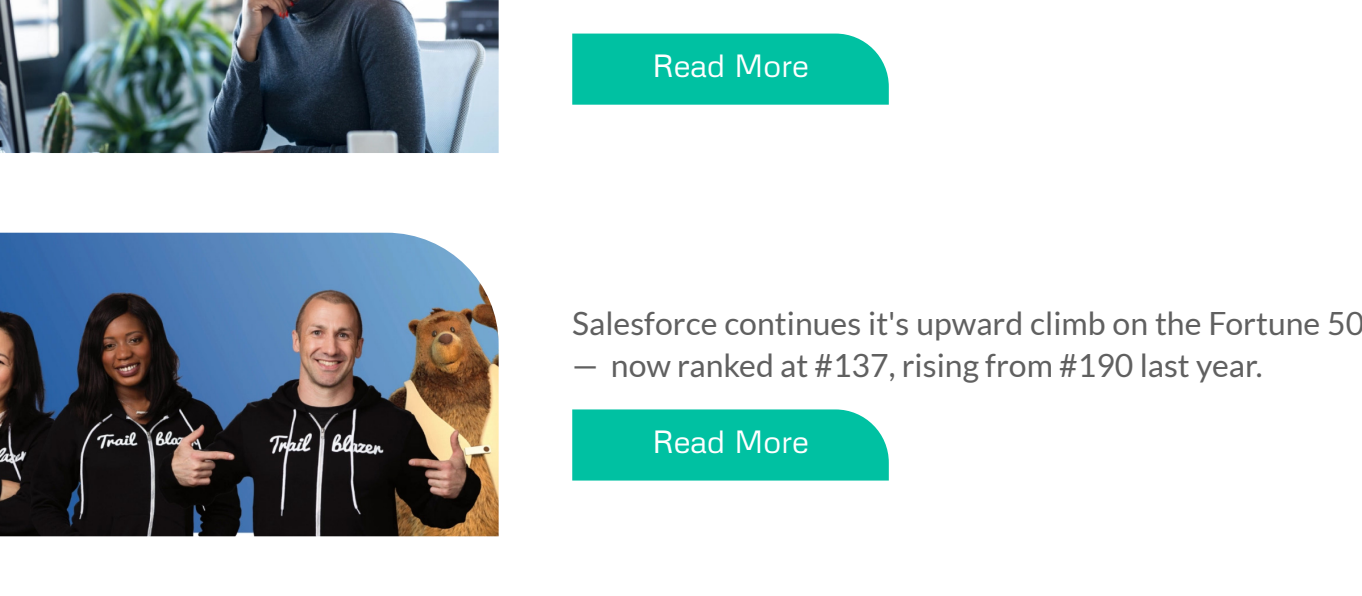 Read More
Salesforce continues it's upward climb on the Fortune 50
— now ranked at #137, rising from #190 last year.
Read More
Trail blazer
Trail blazer